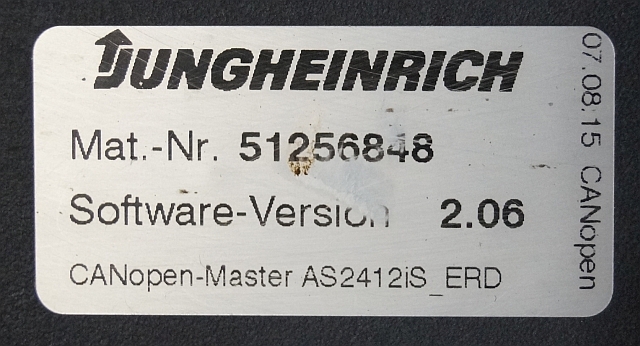 JUNGHEINRICH
Mat.-Nr. 51256848
Software-Version 2.06
CANopen-Master AS2412iS_ERD
07.08.15 CANopen